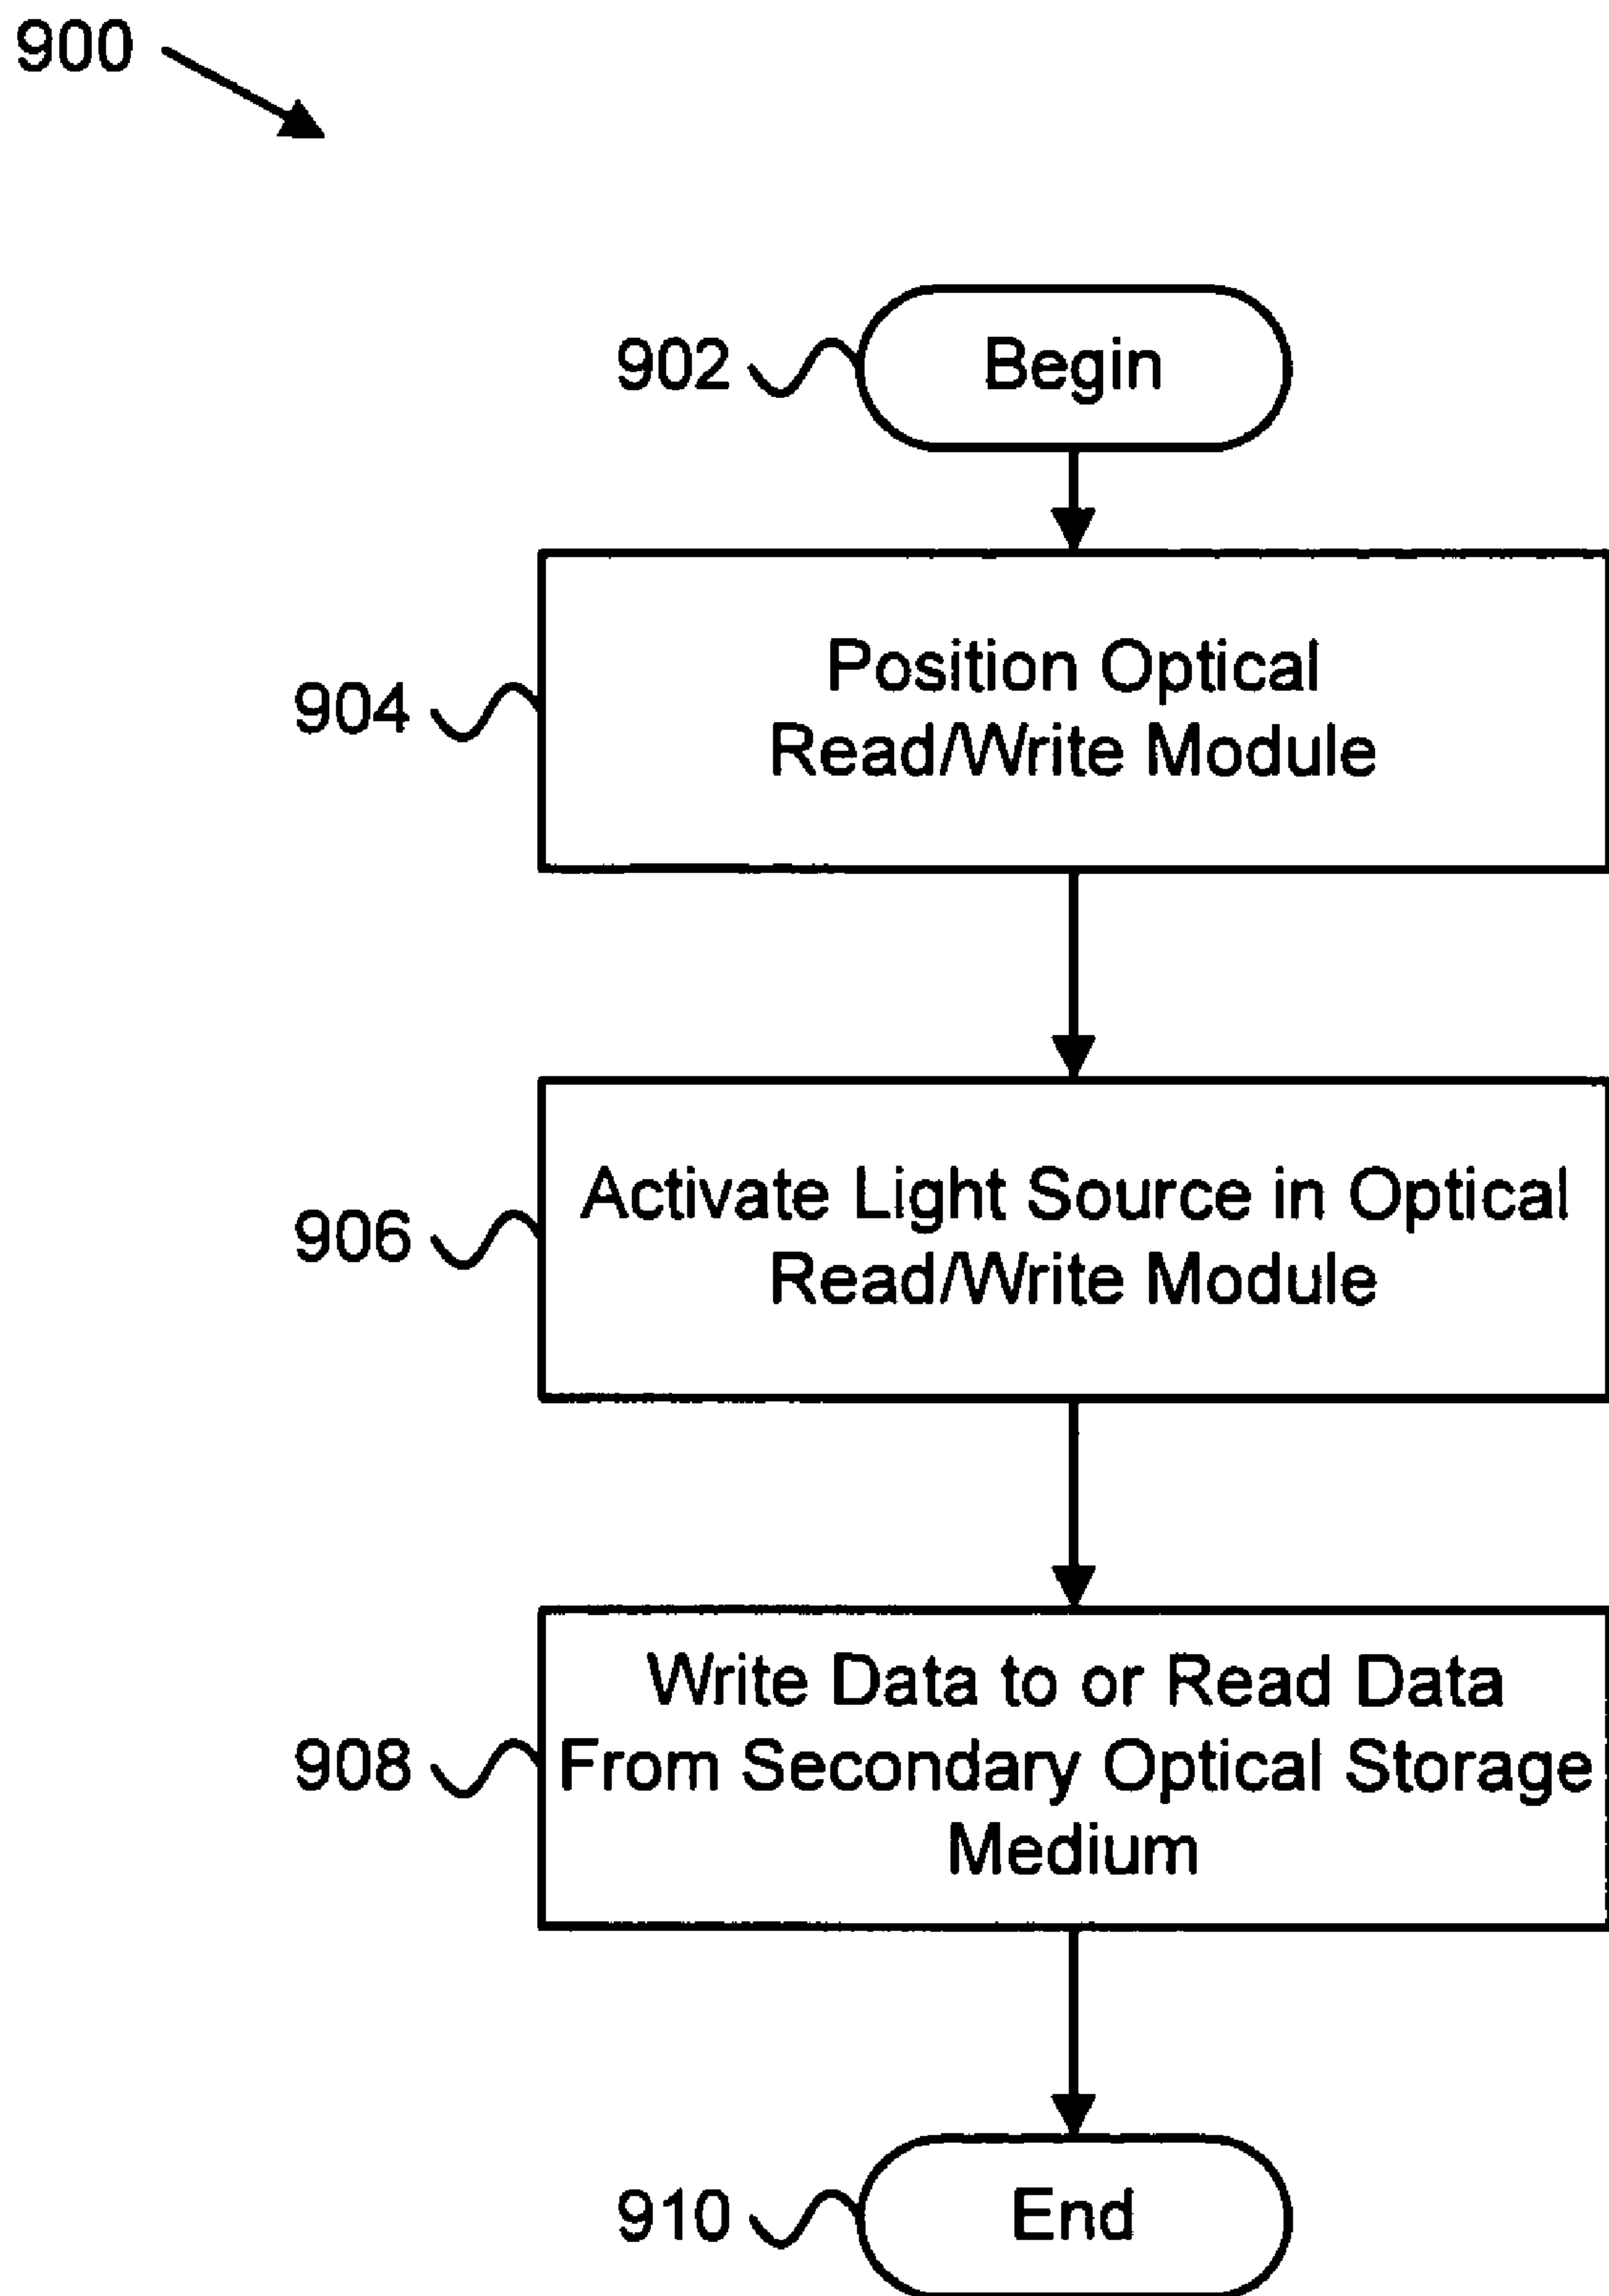 900
902
Begin
904
Position Optical
Read/Write Module
906
Activate Light Source in Optical
Read/Write Module
908
Write Data to or Read Data
From Secondary Optical Storage
Medium
910
End